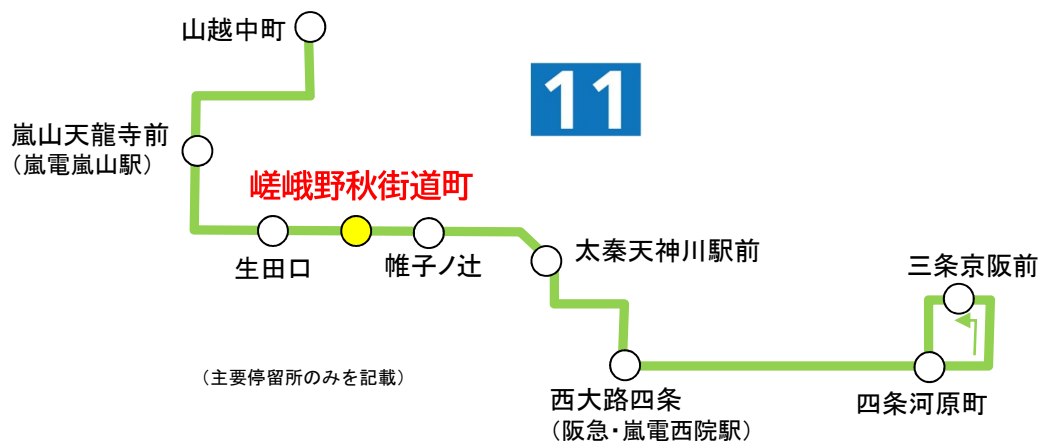 山越中町
11
嵐山天龍寺前
（嵐電嵐山駅）
嵯峨野秋街道町
生田口
帷子ノ辻
太秦天神川駅前
三条京阪前
（主要停留所のみを記載）
西大路四条
（阪急・嵐電西院駅）
四条河原町